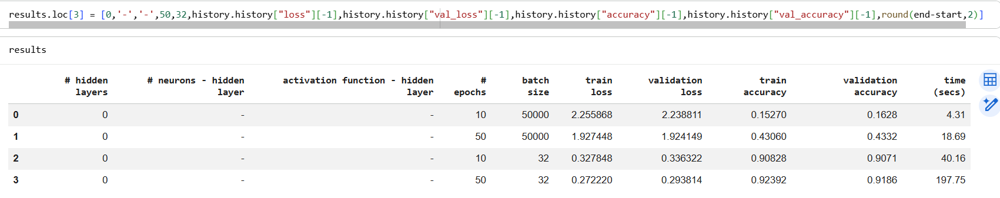 results.loc[3] = [0,'-','-',50,32,history.history["loss"][-1],history.history["val_loss"][-1],history.history["accuracy"][-1],history.history["val_accuracy"][-1],round(end-start,2)]
results
# hidden layers # neurons - hidden layer activation function - hidden layer # epochs batch size train loss validation loss train accuracy validation accuracy time (secs)
0 0 - - 10 50000 2.255868 2.238811 0.15270 0.1628 4.31
1 0 - - 50 50000 1.927448 1.924149 0.43060 0.4332 18.69
2 0 - - 10 32 0.327848 0.336322 0.90828 0.9071 40.16
3 0 - - 50 32 0.272220 0.293814 0.92392 0.9186 197.75